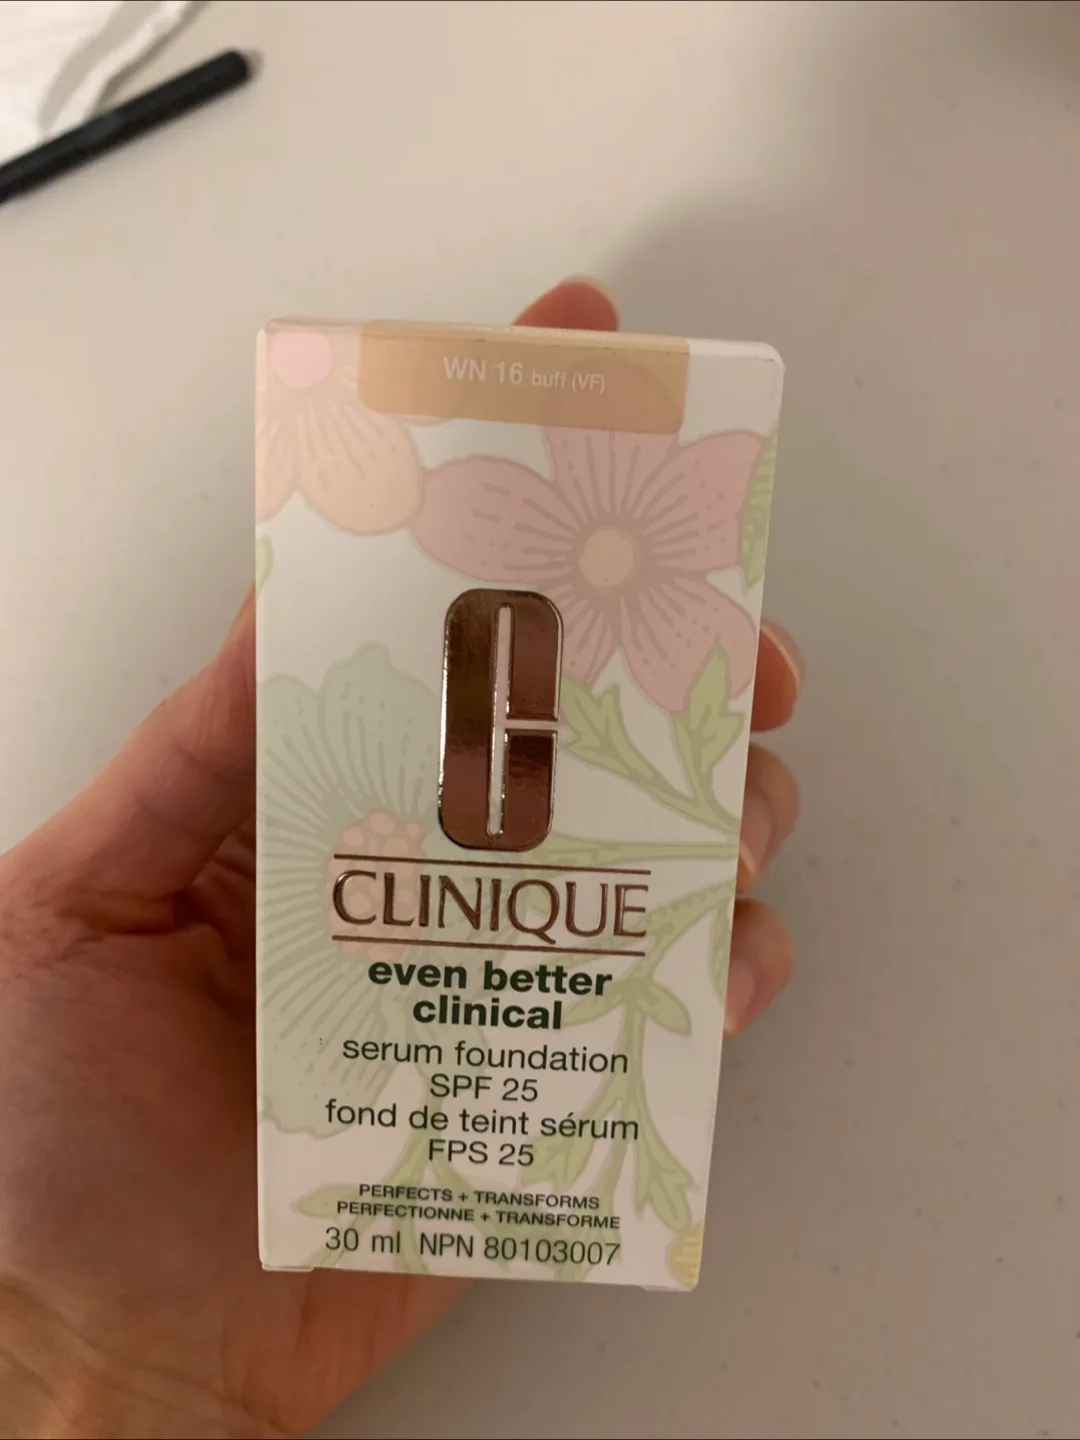 WN 16 buff (VF)
CLINIQUE
even better
clinical
serum foundation
SPF 25
fond de teint sérum
FPS 25
PERFECTS + TRANSFORMS
PERFECTIONNE + TRANSFORME
30 ml NPN 80103007